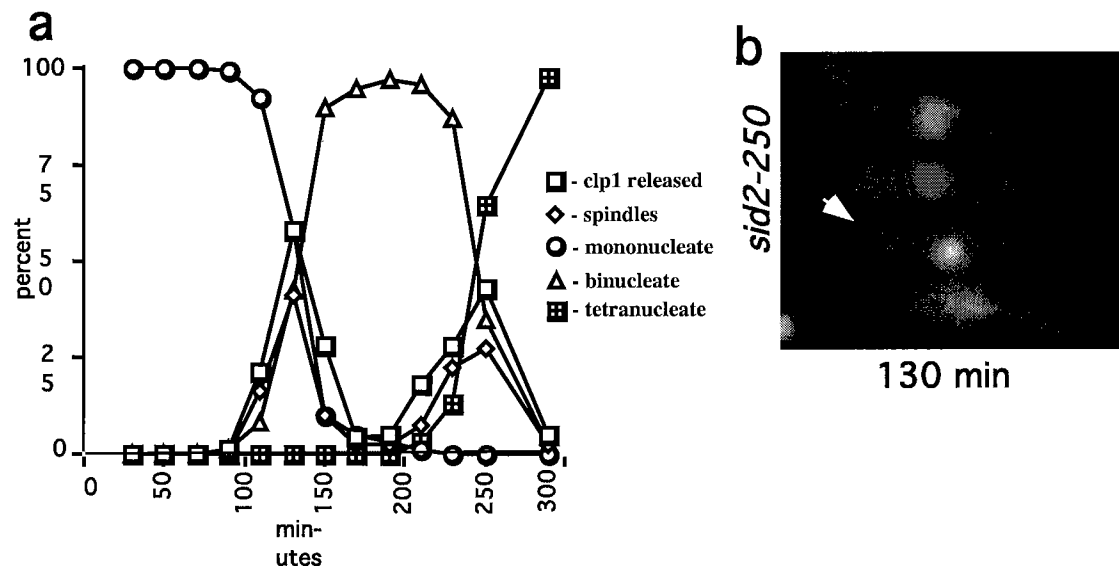 a
100
7
5
5
0
2
5
0
percent
0
50
100
150
200
250
300
min-
utes
- clp1 released
- spindles
- mononucleate
- binucleate
- tetranucleate
b
sid2-250
130 min